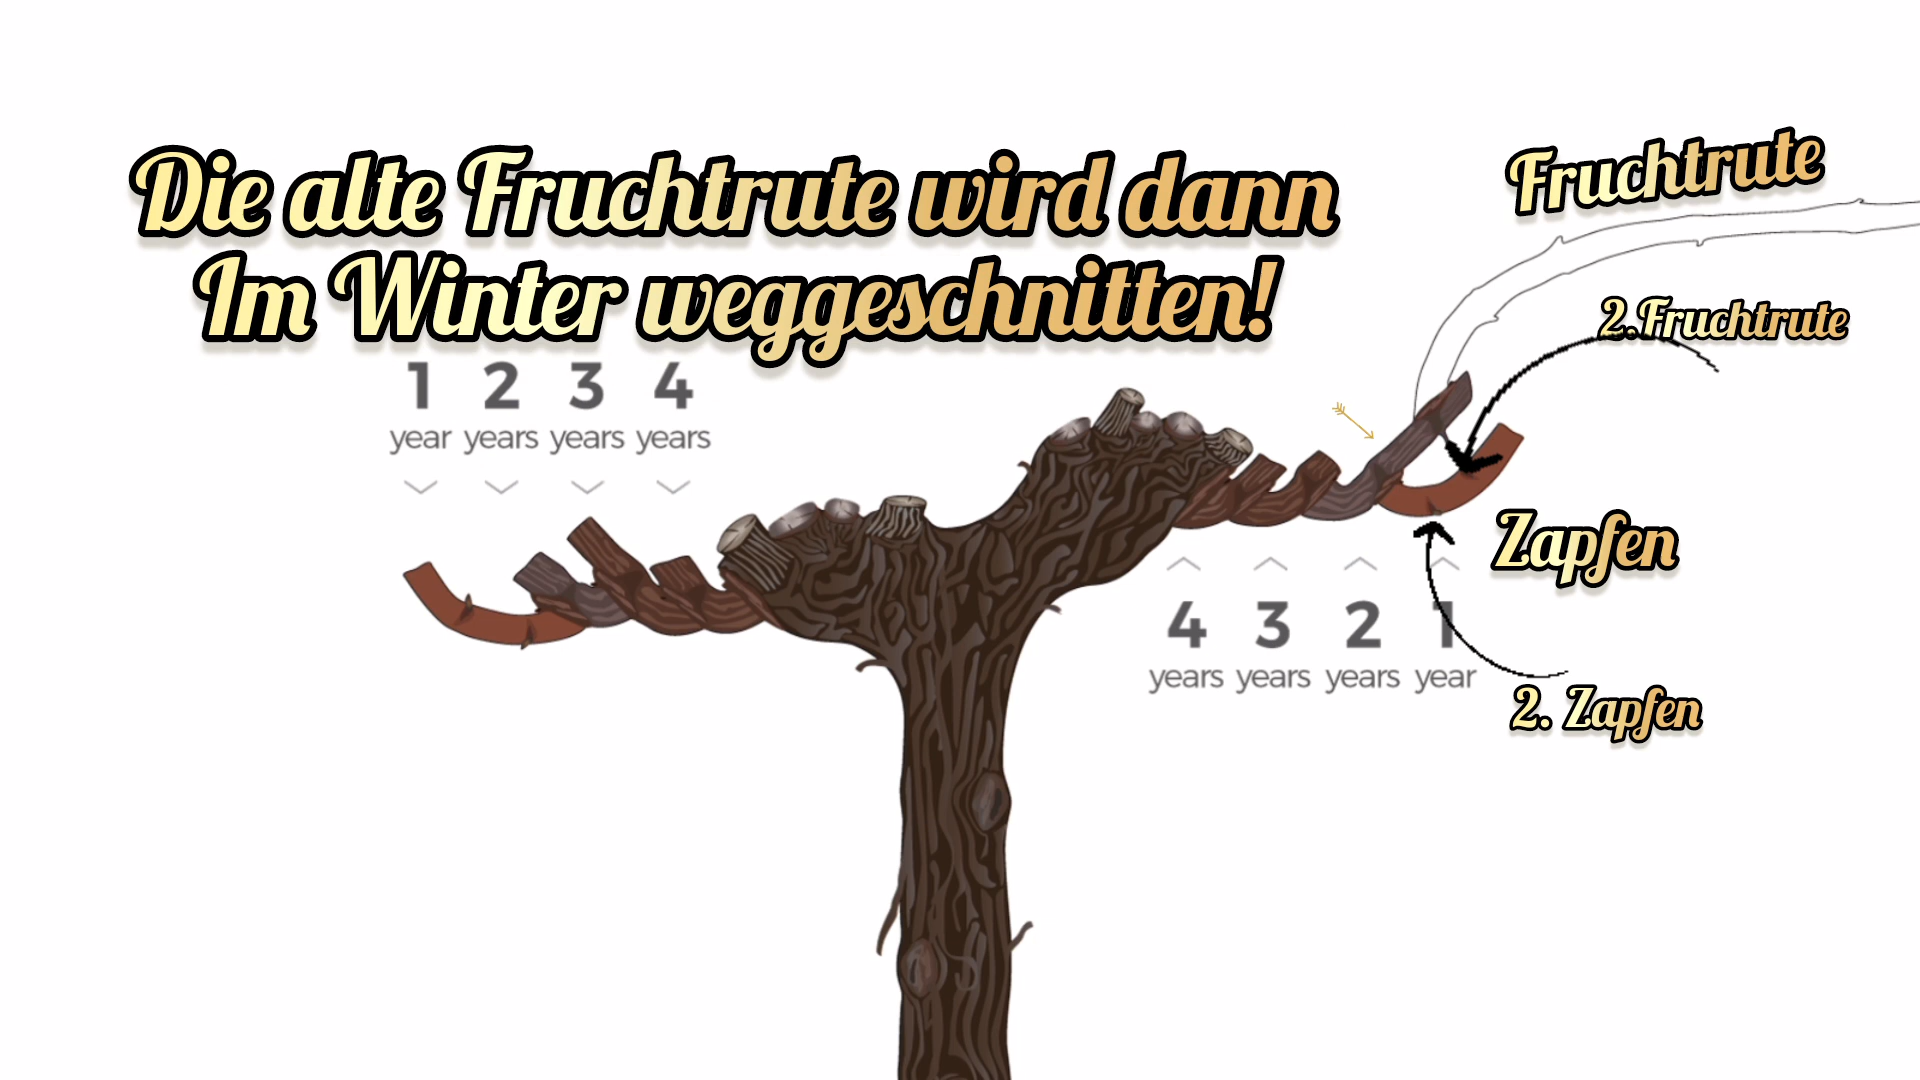 Die alte Fruchtrute wird dann
Im Winter weggeschnitten!
Fruchtrute
2.Fruchtrute
1 2 3 4
year years years years
Zapfen
4 3 2 1
years years years year
2. Zapfen